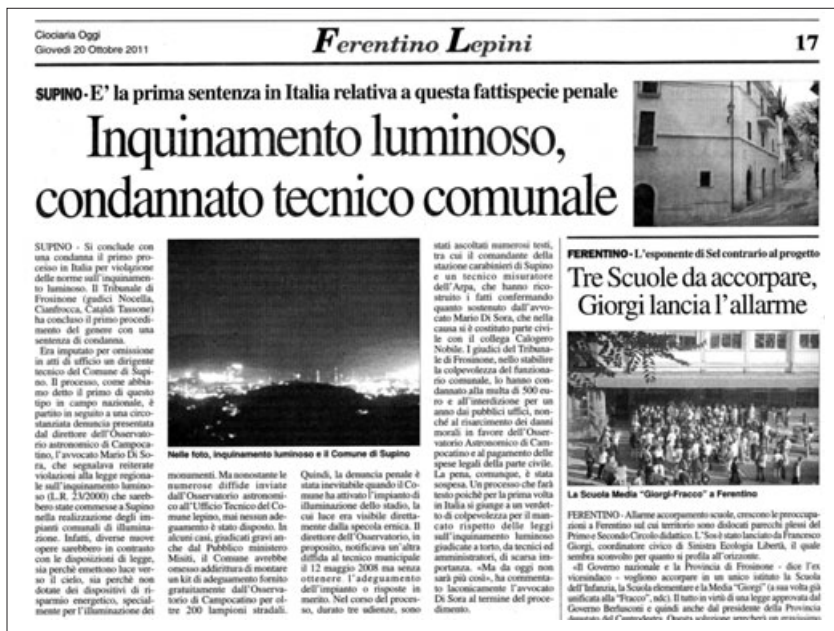 Ciociaria Oggi
Giovedì 20 Ottobre 2011
Ferentino Lepini
17
SUPINO - E' la prima sentenza in Italia relativa a questa fattispecie penale
Inquinamento luminoso,
condannato tecnico comunale
SUPINO - Si conclude con
una condanna il primo pro-
cesso in Italia per violazione
delle norme sull'inquinamen-
to luminoso. Il Tribunale di
Frosinone (giudici Nocella,
Cianfrocca, Cataldi Tassone)
ha concluso il primo procedi-
mento del genere con una
sentenza di condanna.
Era imputato per omissione
in atti di ufficio un dirigente
tecnico del Comune di Supi-
no. Il processo, come abbia-
mo detto il primo di questo
tipo in campo nazionale, è
partito in seguito a una circo-
stanziata denuncia presentata
dal direttore dell'Osservato-
rio astronomico di Campoca-
tino, l'avvocato Mario Di So-
ra, che segnalava reiterate
violazioni alla legge regiona-
le sull'inquinamento lumino-
so (L.R. 23/2000) che sareb-
bero state commesse a Supino
nella realizzazione degli im-
pianti comunali di illumina-
zione. Infatti, diverse nuove
opere sarebbero in contrasto
con le disposizioni di legge,
sia perchè emettono luce ver-
so il cielo, sia perchè non
dotate dei dispositivi di ri-
sparmio energetico, special-
mente per l'illuminazione dei
Nelle foto, inquinamento luminoso e il Comune di Supino
monumenti. Ma nonostante le
numerose diffide inviate
dall'Osservatorio astronomi-
co all'Ufficio Tecnico del Co-
mune lepino, mai nessun ade-
guamento è stato disposto. In
alcuni casi, giudicati gravi an-
che dal Pubblico ministero
Misiti, il Comune avrebbe
omesso addirittura di montare
un kit di adeguamento fornito
gratuitamente dall'Osserva-
torio di Campocatino per ol-
tre 200 lampioni stradali.
Quindi, la denuncia penale è
stata inevitabile quando il Co-
mune ha attivato l'impianto di
illuminazione dello stadio, la
cui luce era visibile diretta-
mente dalla specola ernica. Il
direttore dell'Osservatorio, in
proposito, notificava un'altra
diffida al tecnico municipale
il 12 maggio 2008 ma senza
ottenere l'adeguamento
dell'impianto o risposte in
merito. Nel corso del proces-
so, durato tre udienze, sono
stati ascoltati numerosi testi,
tra cui il comandante della
stazione carabinieri di Supino
e un tecnico misuratore
dell'Arpa, che hanno rico-
struito i fatti confermando
quanto sostenuto dall'avvo-
cato Mario Di Sora, che nella
causa si è costituito parte civi-
le con il collega Calogero
Nobile. I giudici del Tribuna-
le di Frosinone, nello stabilire
la colpevolezza del funziona-
rio comunale, lo hanno con-
dannato alla multa di 500 eu-
ro e all'interdizione per un
anno dai pubblici uffici, non-
ché al risarcimento dei danni
morali in favore dell'Osser-
vatorio Astronomico di Cam-
pocatino e al pagamento delle
spese legali della parte civile.
La pena, comunque, è stata
sospesa. Un processo che farà
testo poichè per la prima volta
in Italia si giunge a un verdet-
to di colpevolezza per il man-
cato rispetto delle leggi
sull'inquinamento luminoso
giudicate a torto, da tecnici ed
amministratori, di scarsa im-
portanza. «Ma da oggi non
sarà più così», ha commenta-
to laconicamente l'avvocato
Di Sora al termine del proce-
dimento.
FERENTINO - L'esponente di Sel contrario al progetto
Tre Scuole da accorpare,
Giorgi lancia l'allarme
La Scuola Media "Giorgi-Fracco" a Ferentino
FERENTINO - Allarme accorpamento scuole, crescono le preoccupa-
zioni a Ferentino sul cui territorio sono dislocati parecchi plessi del
Primo e Secondo Circolo didattico. L'Sos è stato lanciato da Francesco
Giorgi, coordinatore civico di Sinistra Ecologia Libertà, il quale
sembra sconvolto per quanto si profila all'orizzonte.
«Il Governo nazionale e la Provincia di Frosinone - dice l'ex
vicesindaco - vogliono accorpare in un unico istituto la Scuola
dell'Infanzia, la Scuola elementare e la Media "Giorgi" (a sua volta già
unificata alla "Fracco", ndc). Il tutto in virtù di una legge approvata dal
Governo Berlusconi e quindi anche dal presidente della Provincia